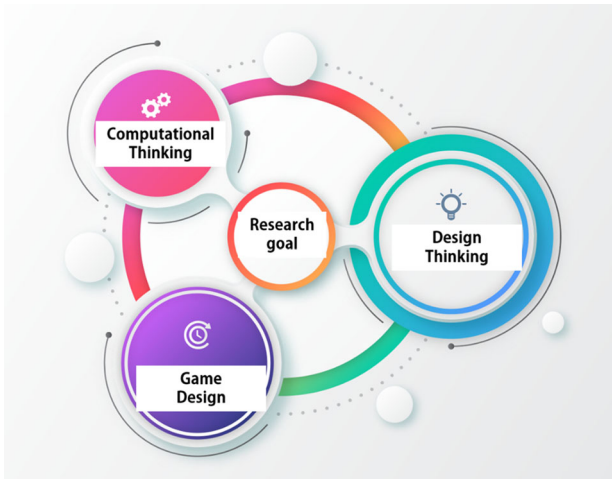 Computational
Thinking
Research
goal
Design
Thinking
Game
Design